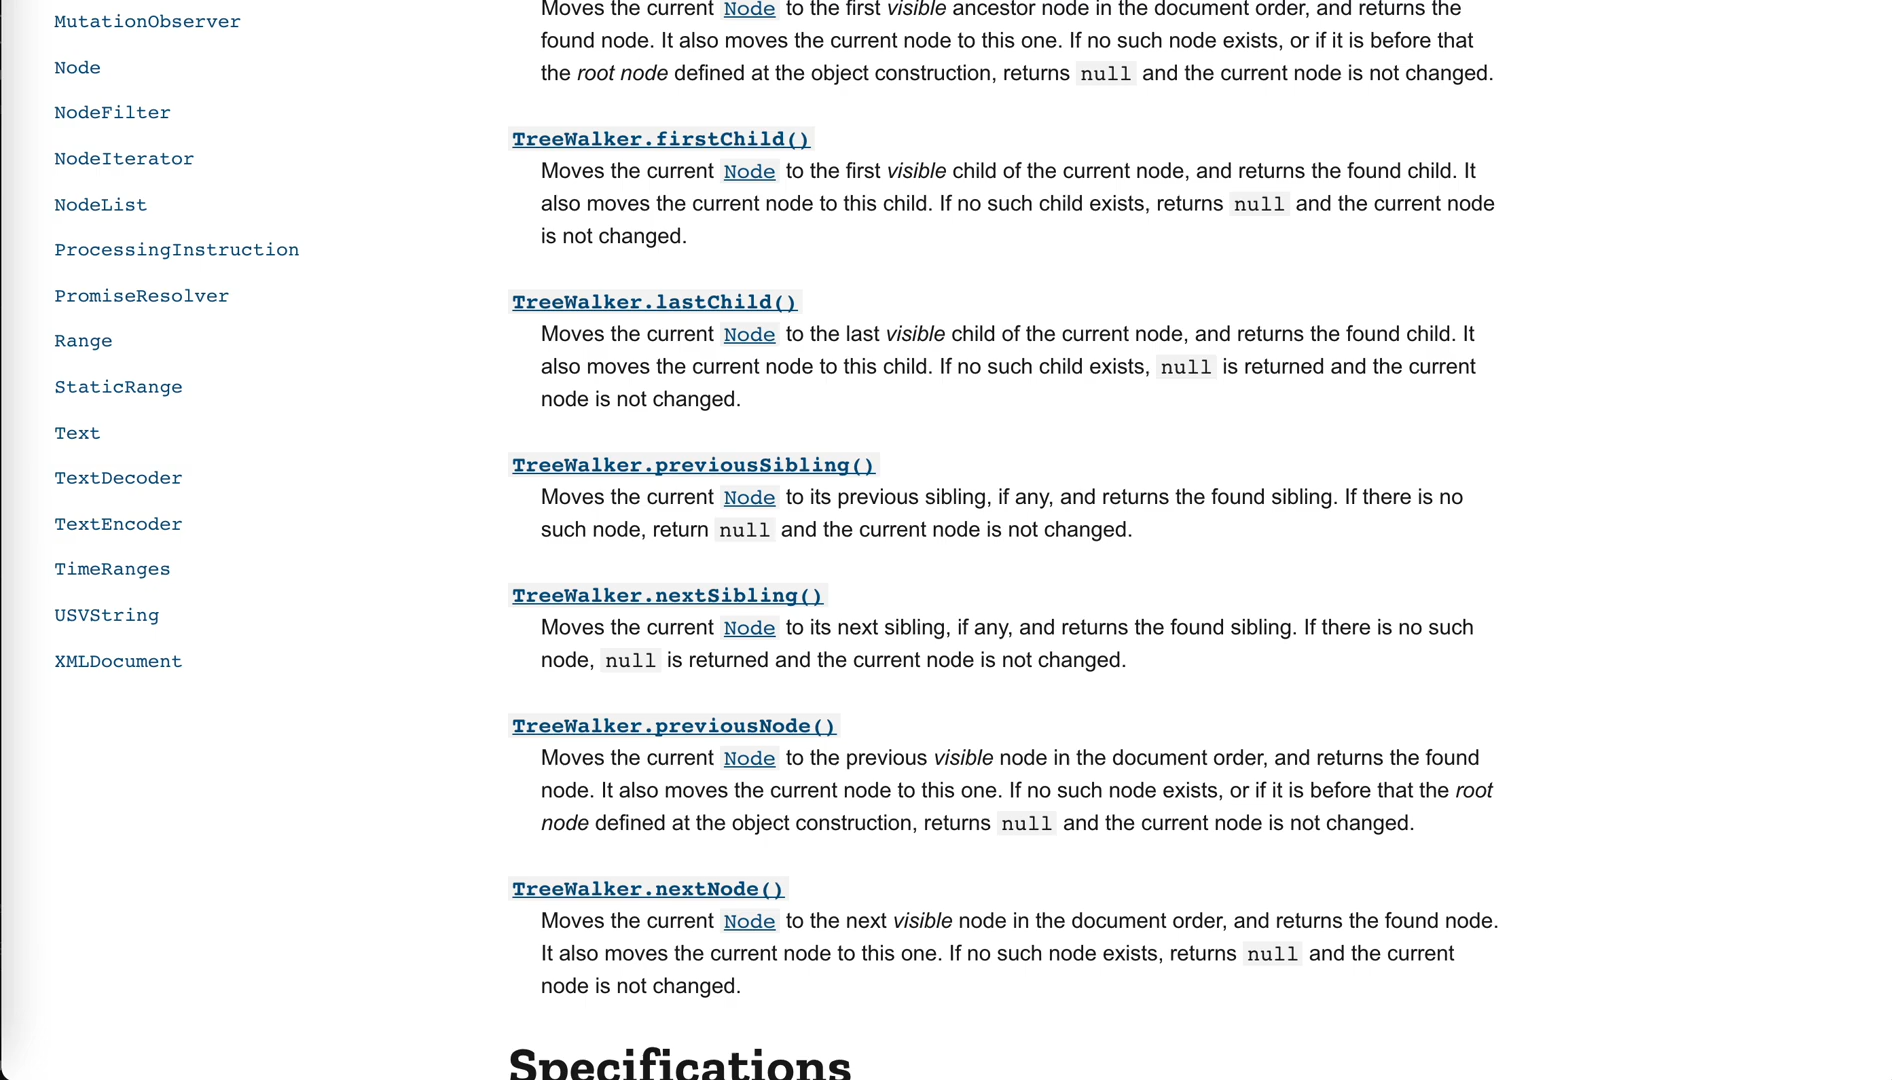 MutationObserver
Node
NodeFilter
NodeIterator
NodeList
ProcessingInstruction
PromiseResolver
Range
StaticRange
Text
TextDecoder
TextEncoder
TimeRanges
USVString
XMLDocument
Moves the current Node to the first visible ancestor node in the document order, and returns the
found node. It also moves the current node to this one. If no such node exists, or if it is before that
the root node defined at the object construction, returns null and the current node is not changed.
TreeWalker.firstChild()
Moves the current Node to the first visible child of the current node, and returns the found child. It
also moves the current node to this child. If no such child exists, returns null and the current node
is not changed.
TreeWalker.lastChild()
Moves the current Node to the last visible child of the current node, and returns the found child. It
also moves the current node to this child. If no such child exists, null is returned and the current
node is not changed.
TreeWalker.previousSibling()
Moves the current Node to its previous sibling, if any, and returns the found sibling. If there is no
such node, return null and the current node is not changed.
TreeWalker.nextSibling()
Moves the current Node to its next sibling, if any, and returns the found sibling. If there is no such
node, null is returned and the current node is not changed.
TreeWalker.previousNode()
Moves the current Node to the previous visible node in the document order, and returns the found
node. It also moves the current node to this one. If no such node exists, or if it is before that the root
node defined at the object construction, returns null and the current node is not changed.
TreeWalker.nextNode()
Moves the current Node to the next visible node in the document order, and returns the found node.
It also moves the current node to this one. If no such node exists, returns null and the current
node is not changed.
Specifications